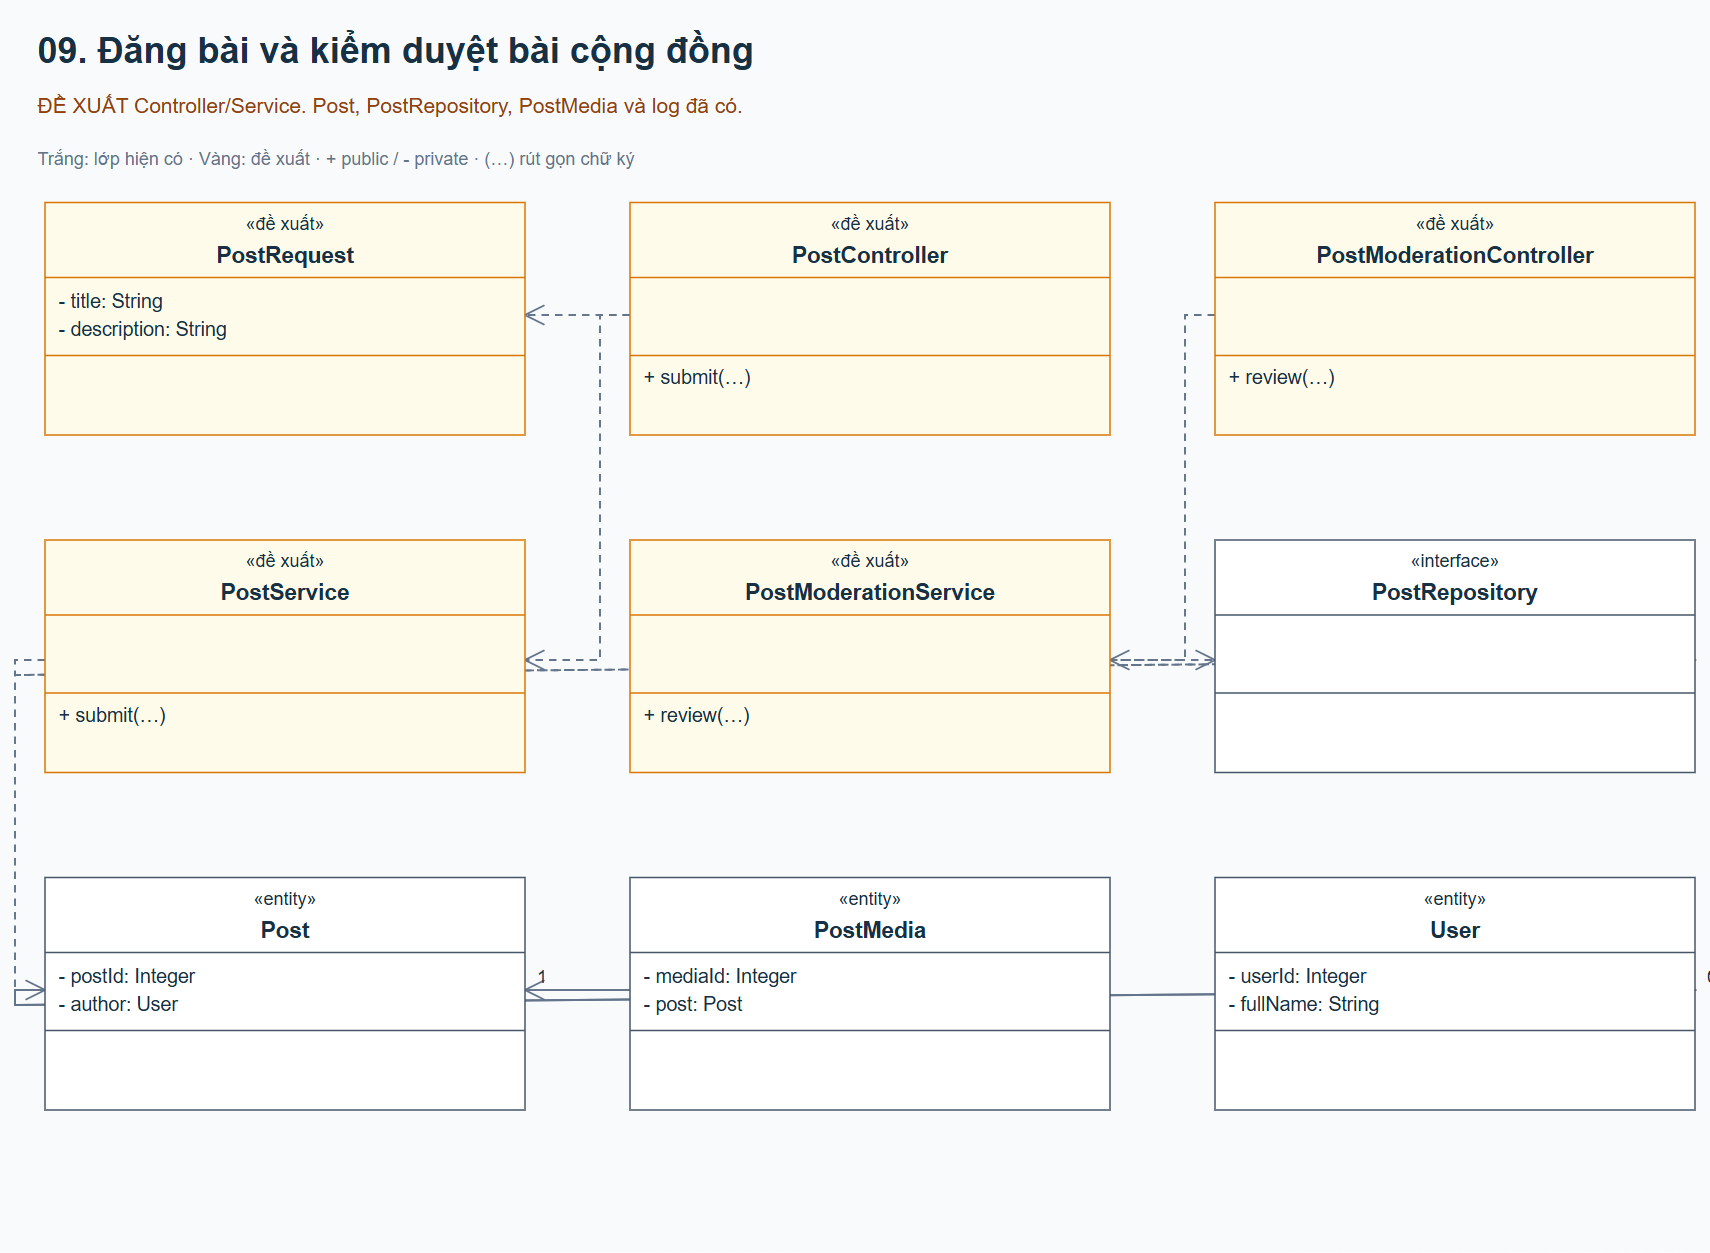 09. Đăng bài và kiểm duyệt bài cộng đồng
ĐỀ XUẤT Controller/Service. Post, PostRepository, PostMedia và log đã có.
Trắng: lớp hiện có · Vàng: đề xuất · + public / - private · (…) rút gọn chữ ký
«đề xuất»
PostRequest
- title: String
- description: String
«đề xuất»
PostController
+ submit(…)
«đề xuất»
PostModerationController
+ review(…)
«đề xuất»
PostService
+ submit(…)
«đề xuất»
PostModerationService
+ review(…)
«interface»
PostRepository
«entity»
Post
- postId: Integer
- author: User
1
«entity»
PostMedia
- mediaId: Integer
- post: Post
«entity»
User
- userId: Integer
- fullName: String